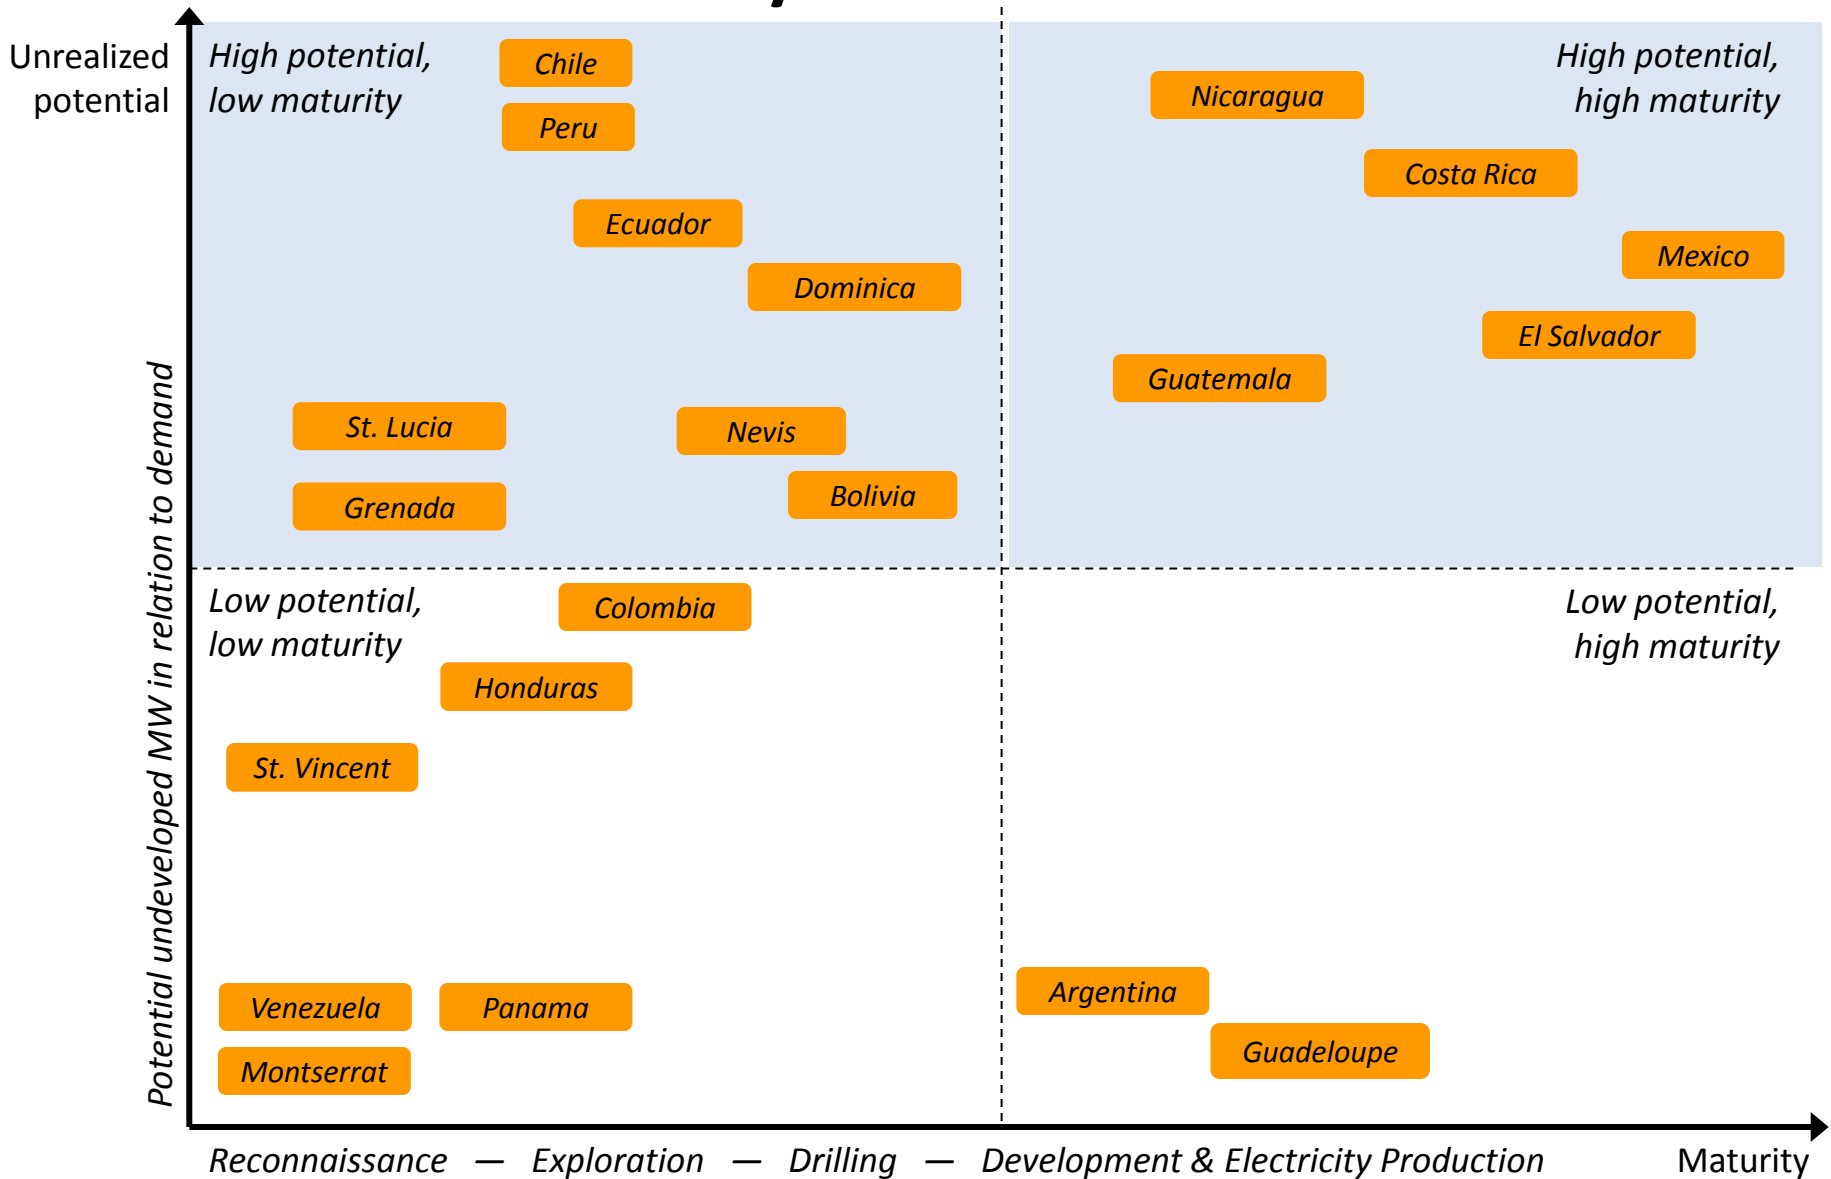 Unrealized
potential
High potential,
low maturity
Chile
Peru
Ecuador
Dominica
St. Lucia
Nevis
Grenada
Bolivia
High potential,
high maturity
Nicaragua
Costa Rica
Mexico
El Salvador
Guatemala
Low potential,
low maturity
Colombia
Honduras
St. Vincent
Venezuela
Panama
Montserrat
Low potential,
high maturity
Argentina
Guadeloupe
Potential undeveloped MW in relation to demand
Reconnaissance — Exploration — Drilling — Development & Electricity Production
Maturity